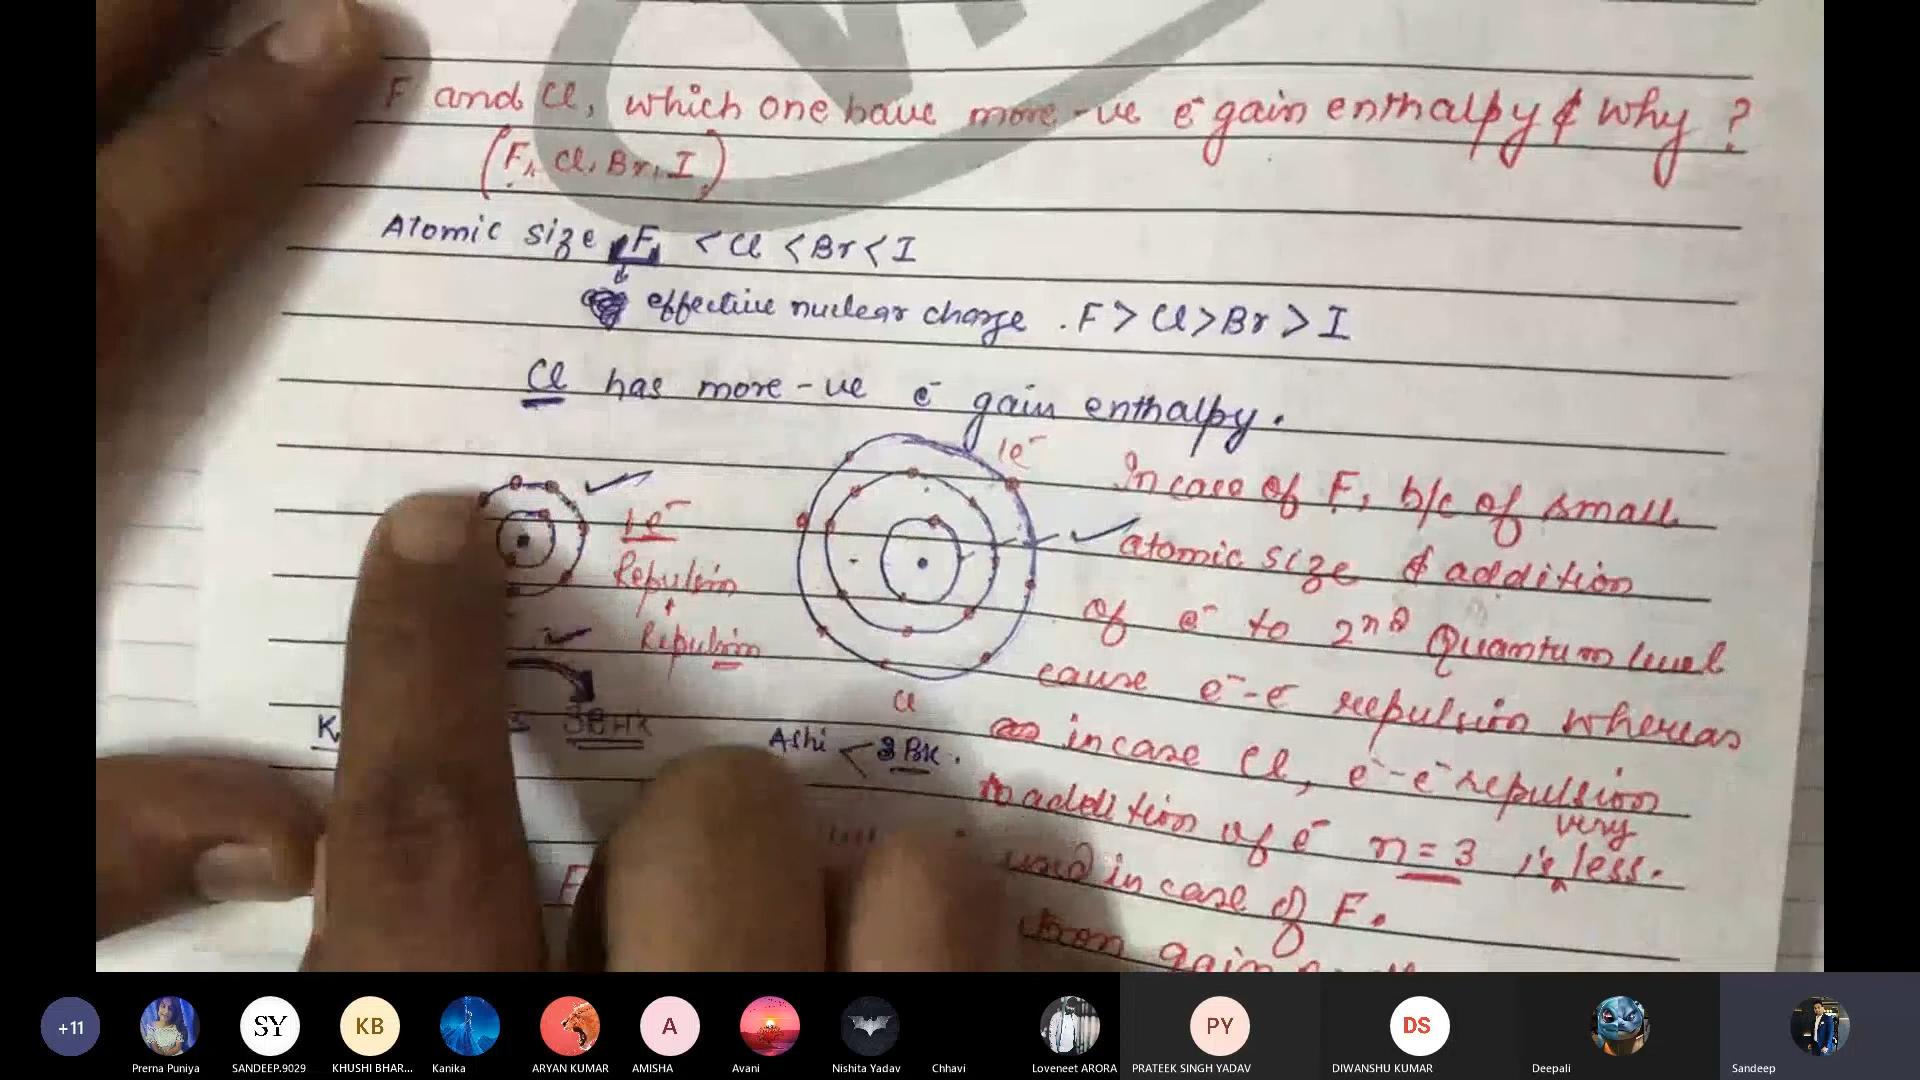 F and Cl, which one have more -ve e⁻ gain enthalpy & why ?
(F, Cl, Br, I)
Atomic size F, < Cl < Br < I
effective nuclear charge . F > Cl > Br > I
Cl has more -ve e⁻ gain enthalpy.
1e⁻
Repulsion
+
Repulsion
1e⁻
Cl
In case of F, b/c of small
atomic size & addition
of e⁻ to 2nd Quantum level
cause e⁻-e⁻ repulsion whereas
in case Cl, e⁻-e⁻ repulsion
to addition of e⁻ n=3 is very less.
in case of F.
gain
K
3BHK
Ashi < 3BK.
F
+11
Prerna Puniya
SY
SANDEEP.9029
KB
KHUSHI BHAR...
Kanika
ARYAN KUMAR
A
AMISHA
Avani
Nishita Yadav
Chhavi
Loveneet ARORA
PY
PRATEEK SINGH YADAV
DS
DIWANSHU KUMAR
Deepali
Sandeep